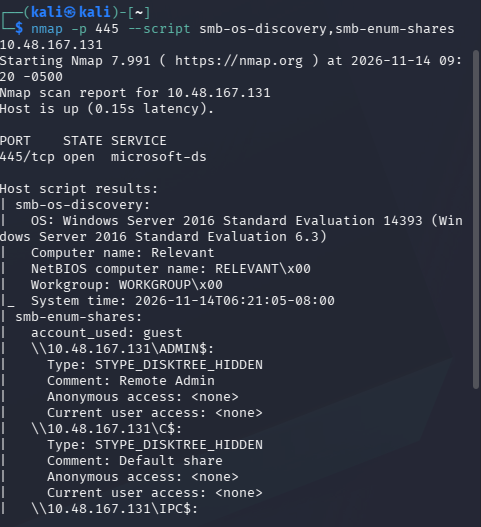 ┌──(kali㉿kali)-[~]
└─$ nmap -p 445 --script smb-os-discovery,smb-enum-shares
10.48.167.131
Starting Nmap 7.991 ( https://nmap.org ) at 2026-11-14 09:
20 -0500
Nmap scan report for 10.48.167.131
Host is up (0.15s latency).

PORT    STATE SERVICE
445/tcp open  microsoft-ds

Host script results:
| smb-os-discovery:
|   OS: Windows Server 2016 Standard Evaluation 14393 (Win
dows Server 2016 Standard Evaluation 6.3)
|   Computer name: Relevant
|   NetBIOS computer name: RELEVANT\x00
|   Workgroup: WORKGROUP\x00
|_  System time: 2026-11-14T06:21:05-08:00
| smb-enum-shares:
|   account_used: guest
|   \\10.48.167.131\ADMIN$:
|     Type: STYPE_DISKTREE_HIDDEN
|     Comment: Remote Admin
|     Anonymous access: <none>
|     Current user access: <none>
|   \\10.48.167.131\C$:
|     Type: STYPE_DISKTREE_HIDDEN
|     Comment: Default share
|     Anonymous access: <none>
|     Current user access: <none>
|   \\10.48.167.131\IPC$: